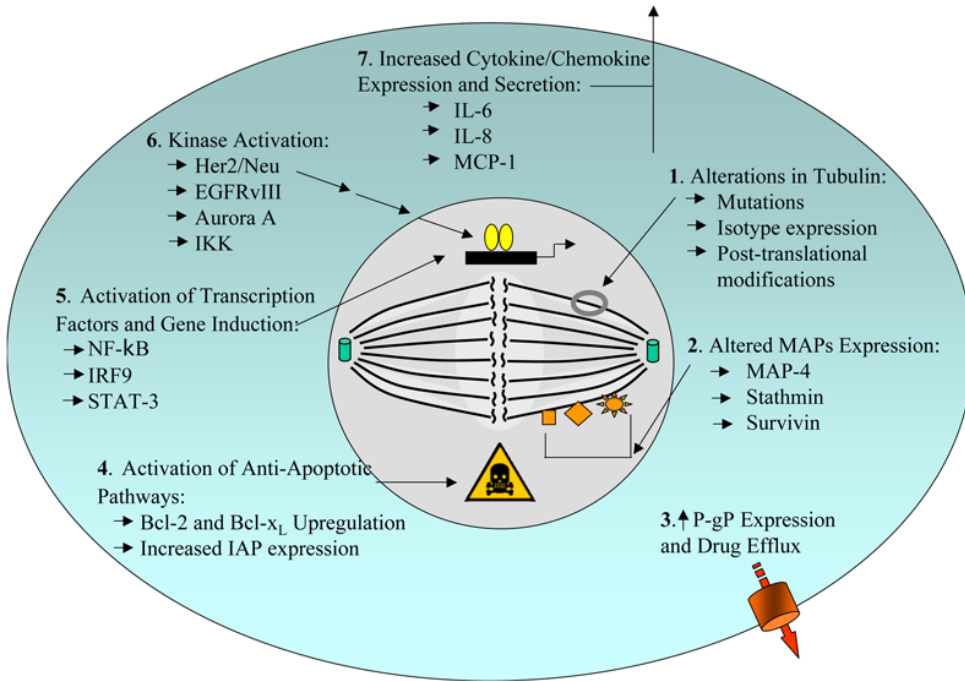 7. Increased Cytokine/Chemokine
Expression and Secretion:
IL-6
IL-8
MCP-1
6. Kinase Activation:
Her2/Neu
EGFRvIII
Aurora A
IKK
1. Alterations in Tubulin:
Mutations
Isotype expression
Post-translational
modifications
5. Activation of Transcription
Factors and Gene Induction:
NF-kB
IRF9
STAT-3
2. Altered MAPs Expression:
MAP-4
Stathmin
Survivin
4. Activation of Anti-Apoptotic
Pathways:
Bcl-2 and Bcl-xL Upregulation
Increased IAP expression
3. P-gP Expression
and Drug Efflux